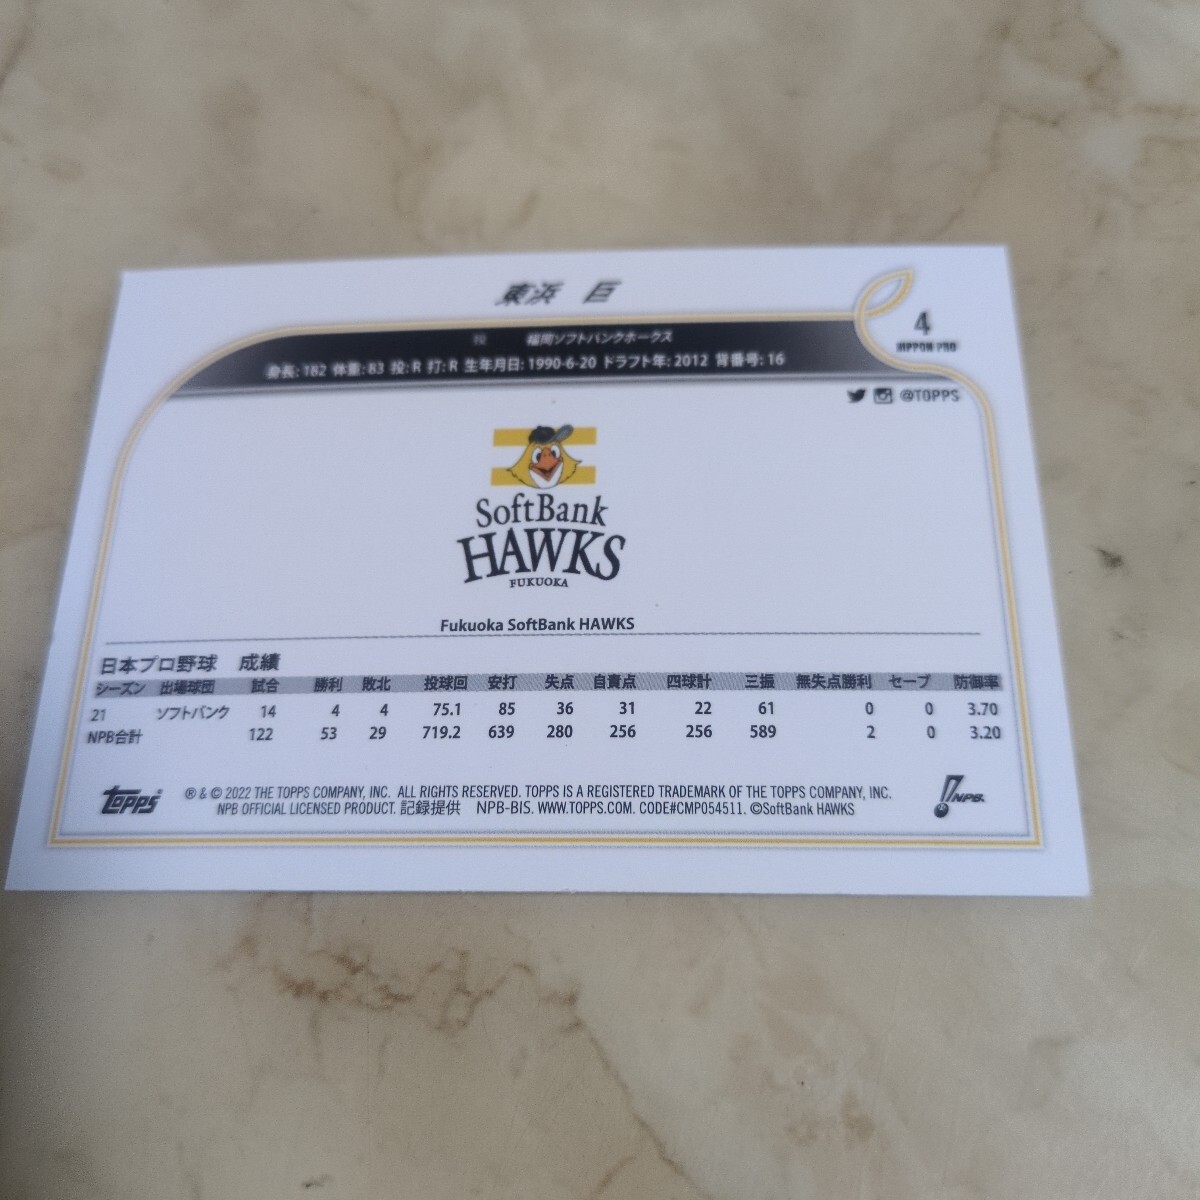 東浜 巨
4
NIPPON PRO
投 福岡ソフトバンクホークス
身長: 182 体重: 83 投: R 打: R 生年月日: 1990-6-20 ドラフト年: 2012 背番号: 16
@TOPPS
SoftBank
HAWKS
FUKUOKA
Fukuoka SoftBank HAWKS
日本プロ野球 成績
シーズン 出場球団 試合 勝利 敗北 投球回 安打 失点 自責点 四球計 三振 無失点勝利 セーブ 防御率
21 ソフトバンク 14 4 4 75.1 85 36 31 22 61 0 0 3.70
NPB合計 122 53 29 719.2 639 280 256 256 589 2 0 3.20
topps
® & © 2022 THE TOPPS COMPANY, INC. ALL RIGHTS RESERVED. TOPPS IS A REGISTERED TRADEMARK OF THE TOPPS COMPANY, INC.
NPB OFFICIAL LICENSED PRODUCT. 記録提供 NPB-BIS. WWW.TOPPS.COM. CODE#CMP054511. ©SoftBank HAWKS
NPB.